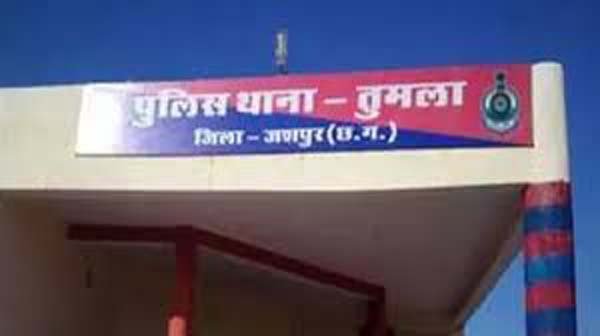 पुलिस थाना - तुमला
जिला - जशपुर (छ.ग.)